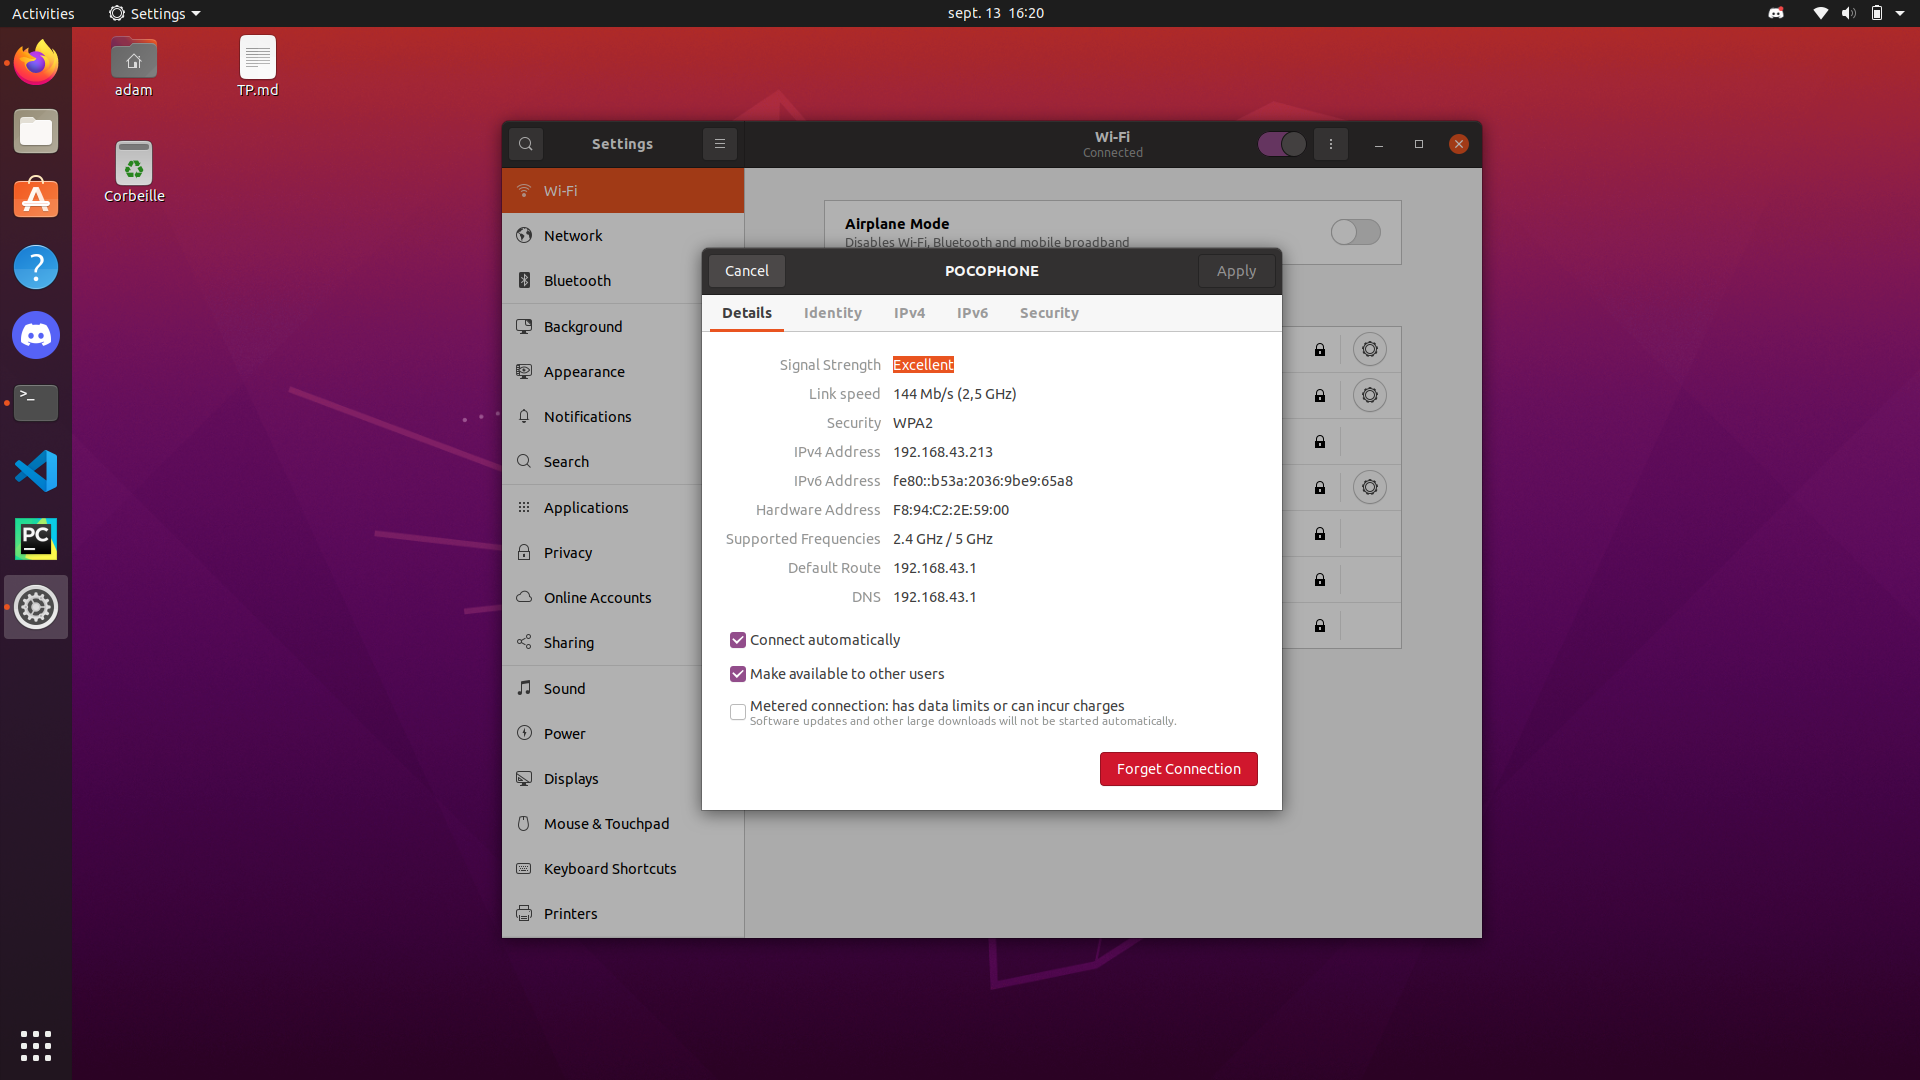 Activities
Settings
sept. 13 16:20
adam
TP.md
Corbeille
Settings
Wi-Fi
Connected
Wi-Fi
Network
Bluetooth
Background
Appearance
Notifications
Search
Applications
Privacy
Online Accounts
Sharing
Sound
Power
Displays
Mouse & Touchpad
Keyboard Shortcuts
Printers
Airplane Mode
Disables Wi-Fi, Bluetooth and mobile broadband
Cancel
POCOPHONE
Apply
Details Identity IPv4 IPv6 Security
Signal Strength Excellent
Link speed 144 Mb/s (2,5 GHz)
Security WPA2
IPv4 Address 192.168.43.213
IPv6 Address fe80::b53a:2036:9be9:65a8
Hardware Address F8:94:C2:2E:59:00
Supported Frequencies 2.4 GHz / 5 GHz
Default Route 192.168.43.1
DNS 192.168.43.1
Connect automatically
Make available to other users
Metered connection: has data limits or can incur charges
Software updates and other large downloads will not be started automatically.
Forget Connection
?
>_
PC